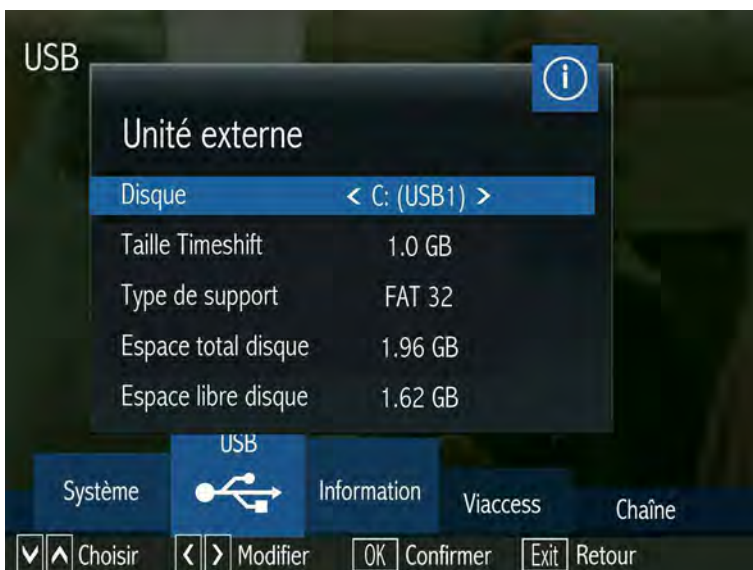 USB
i
Unité externe
Disque < C: (USB1) >
Taille Timeshift 1.0 GB
Type de support FAT 32
Espace total disque 1.96 GB
Espace libre disque 1.62 GB
USB
Système Information Viaccess Chaîne
Choisir < > Modifier OK Confirmer Exit Retour